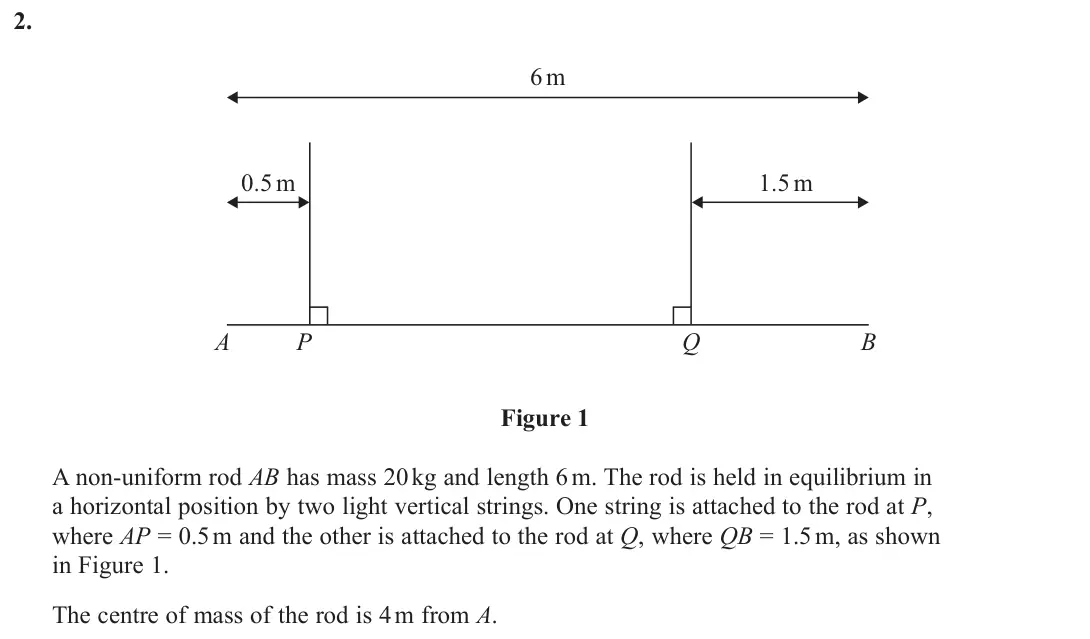 2.
6 m
0.5 m
1.5 m
A
P
Q
B
Figure 1
A non-uniform rod AB has mass 20 kg and length 6 m. The rod is held in equilibrium in
a horizontal position by two light vertical strings. One string is attached to the rod at P,
where AP = 0.5 m and the other is attached to the rod at Q, where QB = 1.5 m, as shown
in Figure 1.
The centre of mass of the rod is 4 m from A.